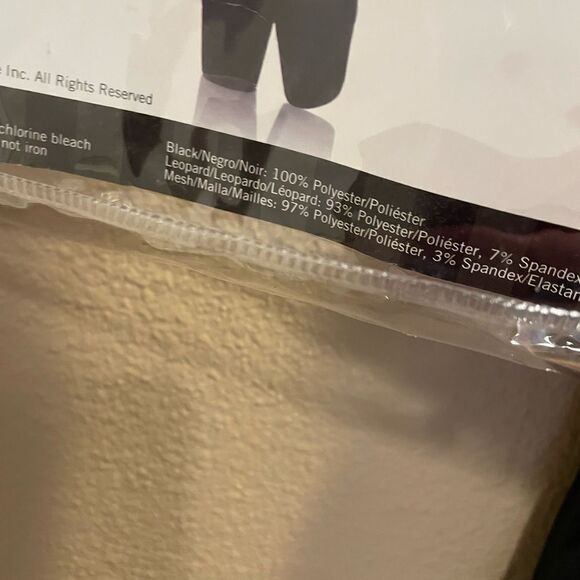 Inc. All Rights Reserved
chlorine bleach
not iron
Black/Negro/Noir: 100% Polyester/Poliéster
Leopard/Leopardo/Léopard: 93% Polyester/Poliéster, 7% Spandex
Mesh/Malla/Mailles: 97% Polyester/Poliéster, 3% Spandex/Elastan